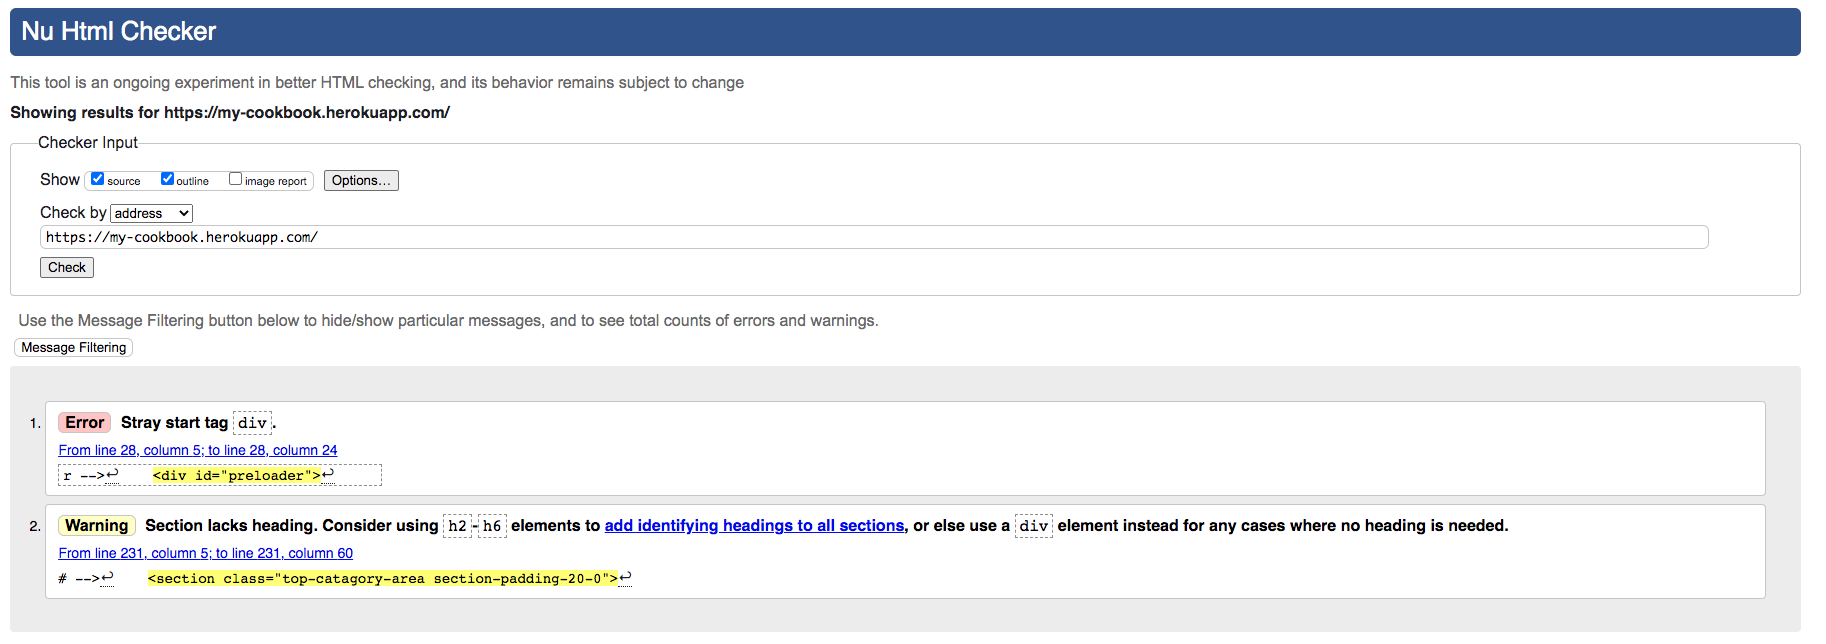 Nu Html Checker
This tool is an ongoing experiment in better HTML checking, and its behavior remains subject to change
Showing results for https://my-cookbook.herokuapp.com/
Checker Input
Show source outline image report Options...
Check by address
https://my-cookbook.herokuapp.com/
Check
Use the Message Filtering button below to hide/show particular messages, and to see total counts of errors and warnings.
Message Filtering
1. Error Stray start tag div.
From line 28, column 5; to line 28, column 24
r -->↩ <div id="preloader">↩
2. Warning Section lacks heading. Consider using h2-h6 elements to add identifying headings to all sections, or else use a div element instead for any cases where no heading is needed.
From line 231, column 5; to line 231, column 60
# -->↩ <section class="top-catagory-area section-padding-20-0">↩